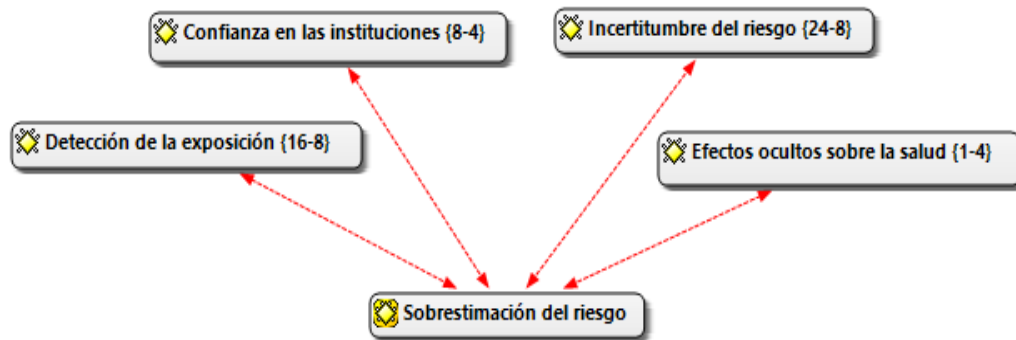 Confianza en las instituciones {8-4}
Incertitumbre del riesgo {24-8}
Detección de la exposición {16-8}
Efectos ocultos sobre la salud {1-4}
Sobrestimación del riesgo